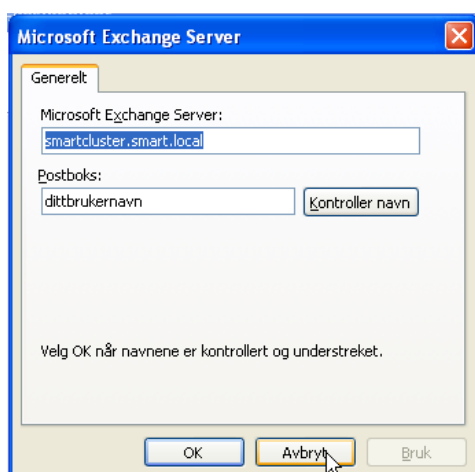 Microsoft Exchange Server
Generelt
Microsoft Exchange Server:
smartcluster.smart.local
Postboks:
dittbrukernavn
Kontroller navn
Velg OK når navnene er kontrollert og understreket.
OK
Avbryt
Bruk